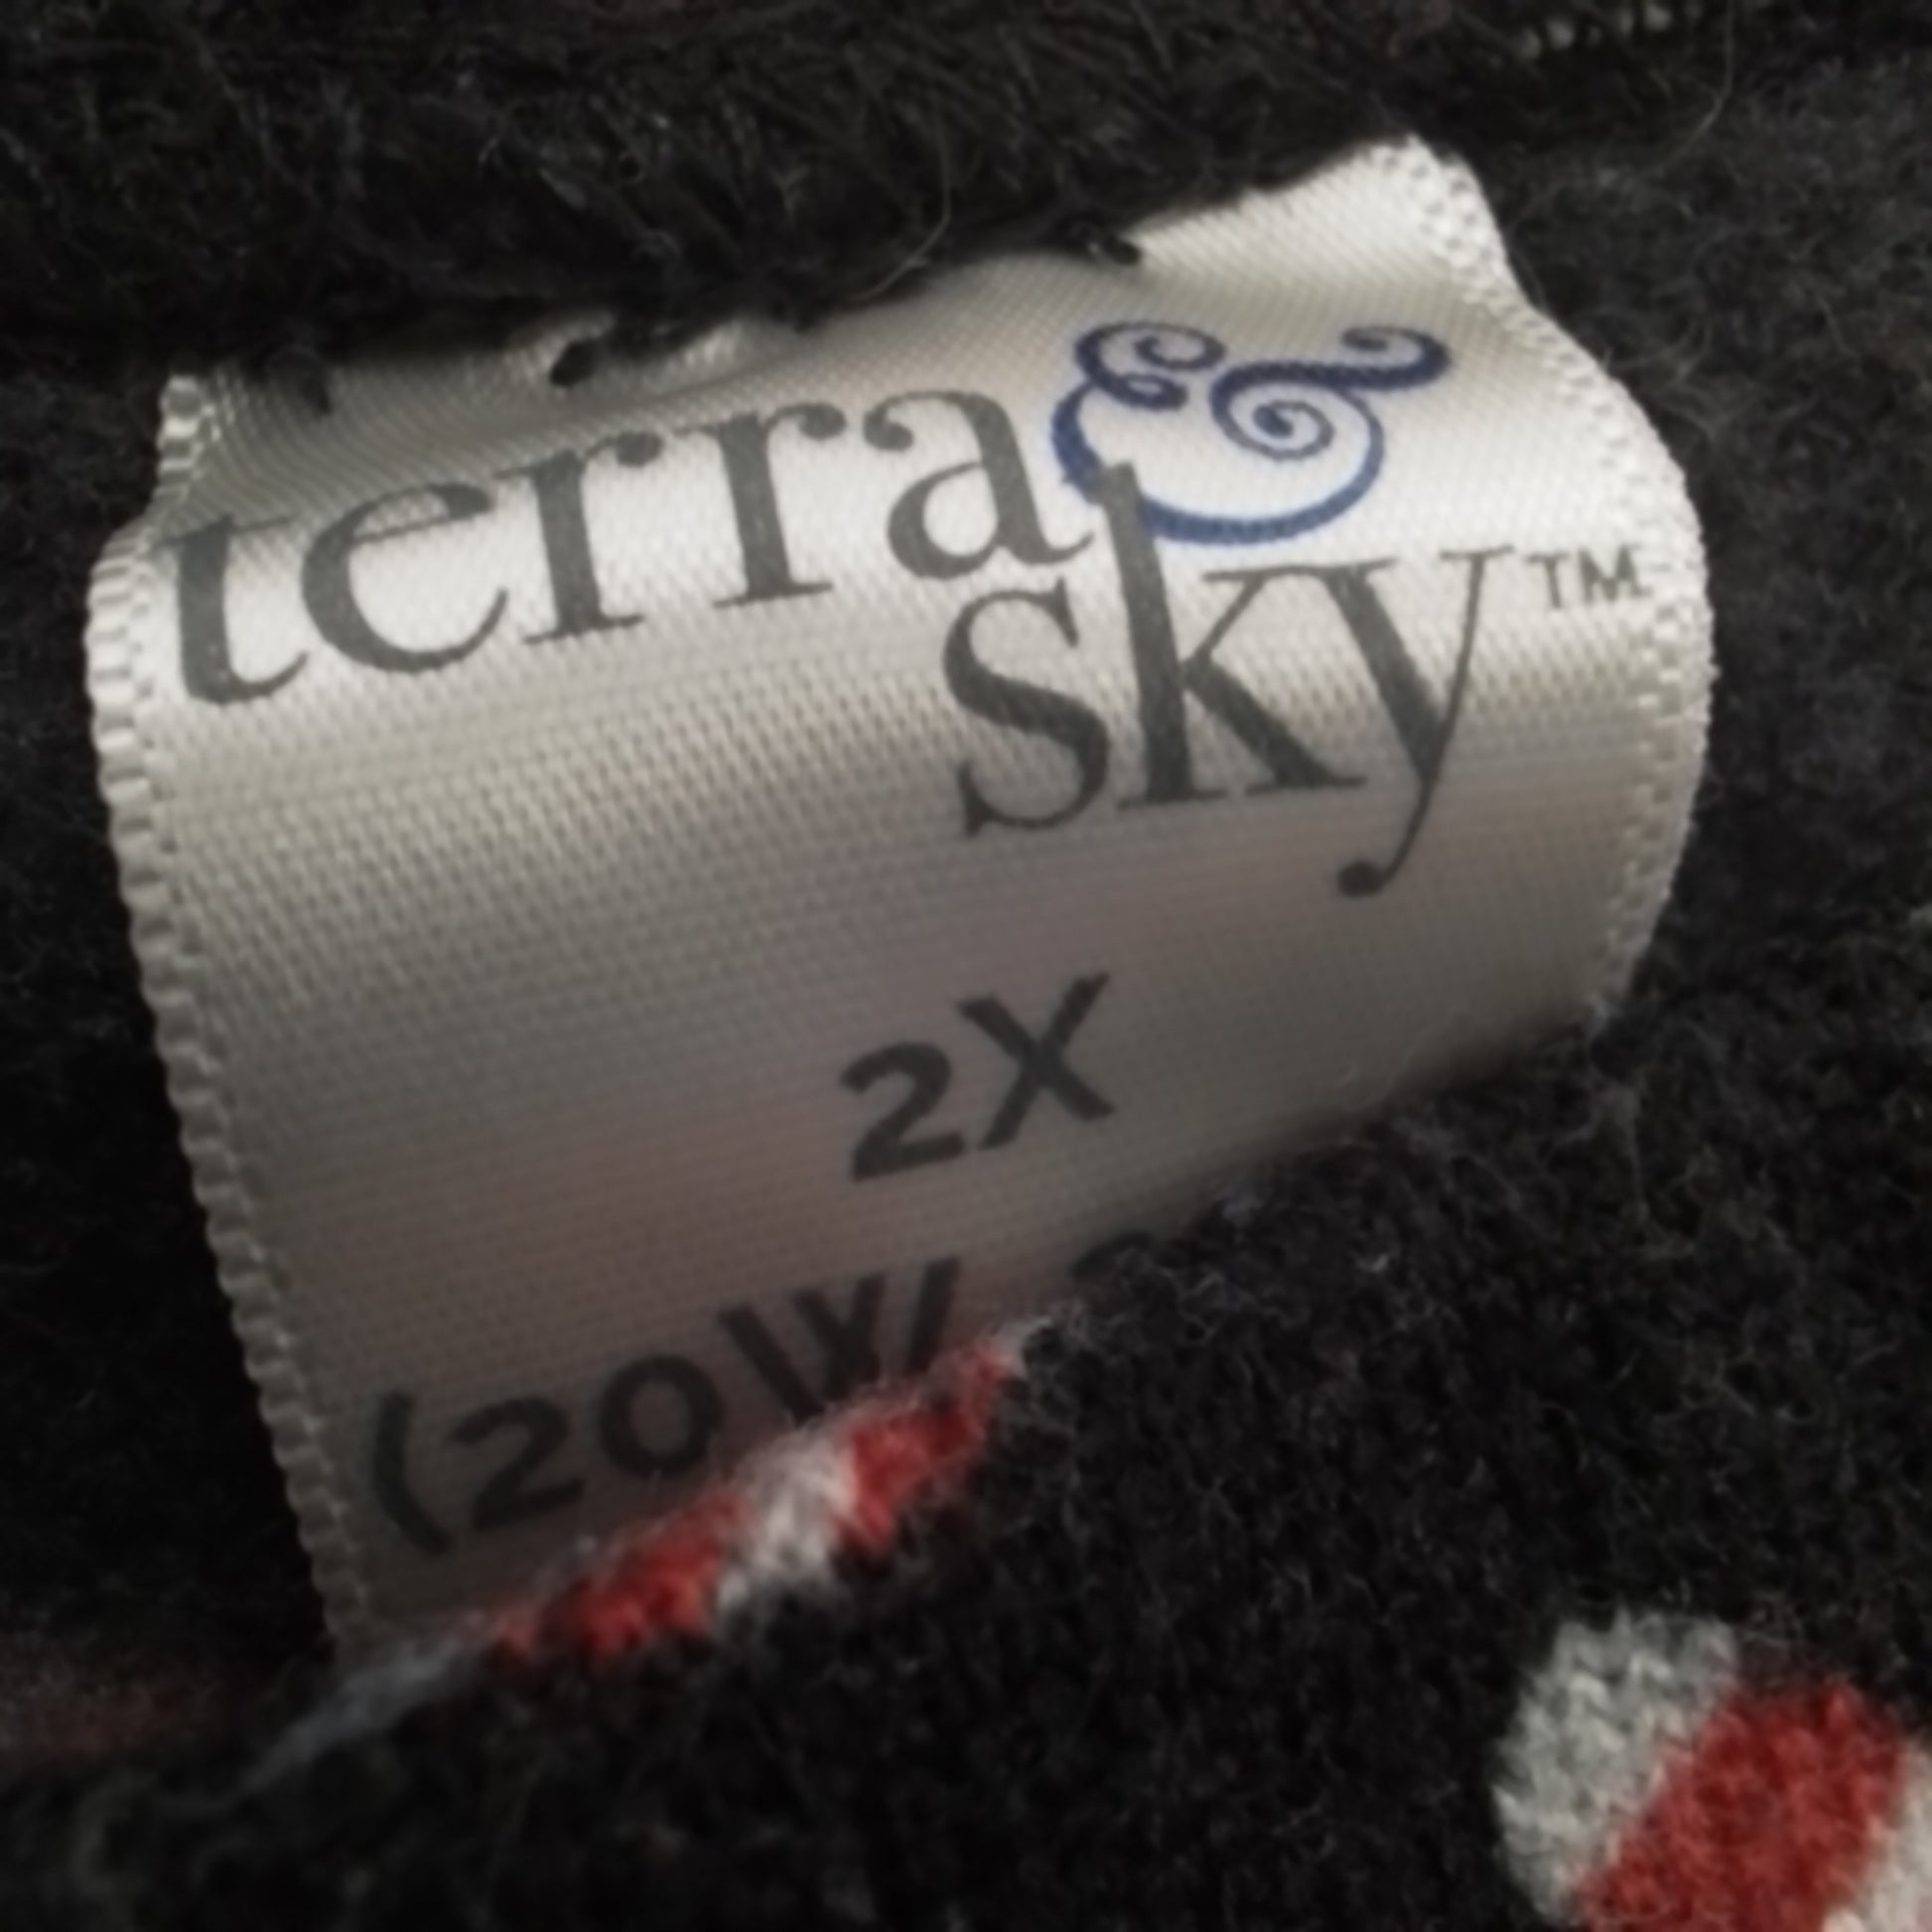 terra &
sky™
2X
(20W